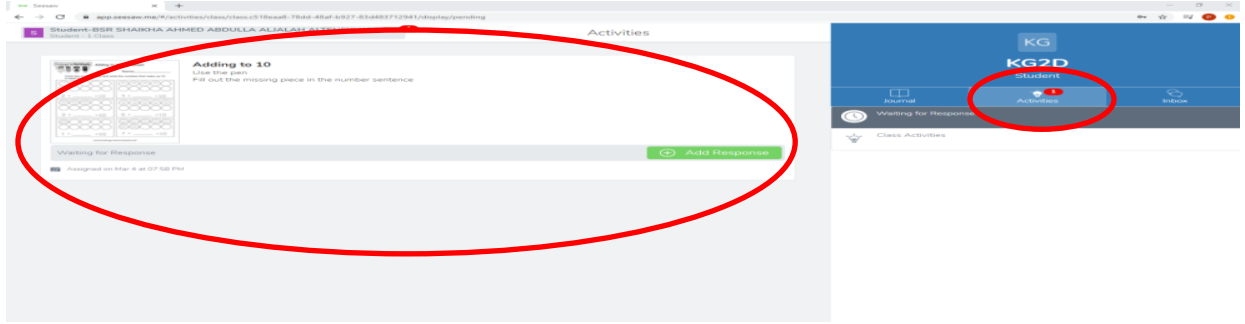 Seesaw
app.seesaw.me/#/activities/class/class.c518oaa8-78dd-48af-b927-83d483712941/display/pending
S
Student-BSR SHAIKHA AHMED ABDULLA ALJALAH
Student - 1 Class
Activities
KG
KG2D
Student
Journal
Activities
1
Inbox
Waiting for Response
Class Activities
Adding to 10
Use the pen
Fill out the missing piece in the number sentence
Waiting for Response
Add Response
Assigned on Mar 4 at 07:58 PM